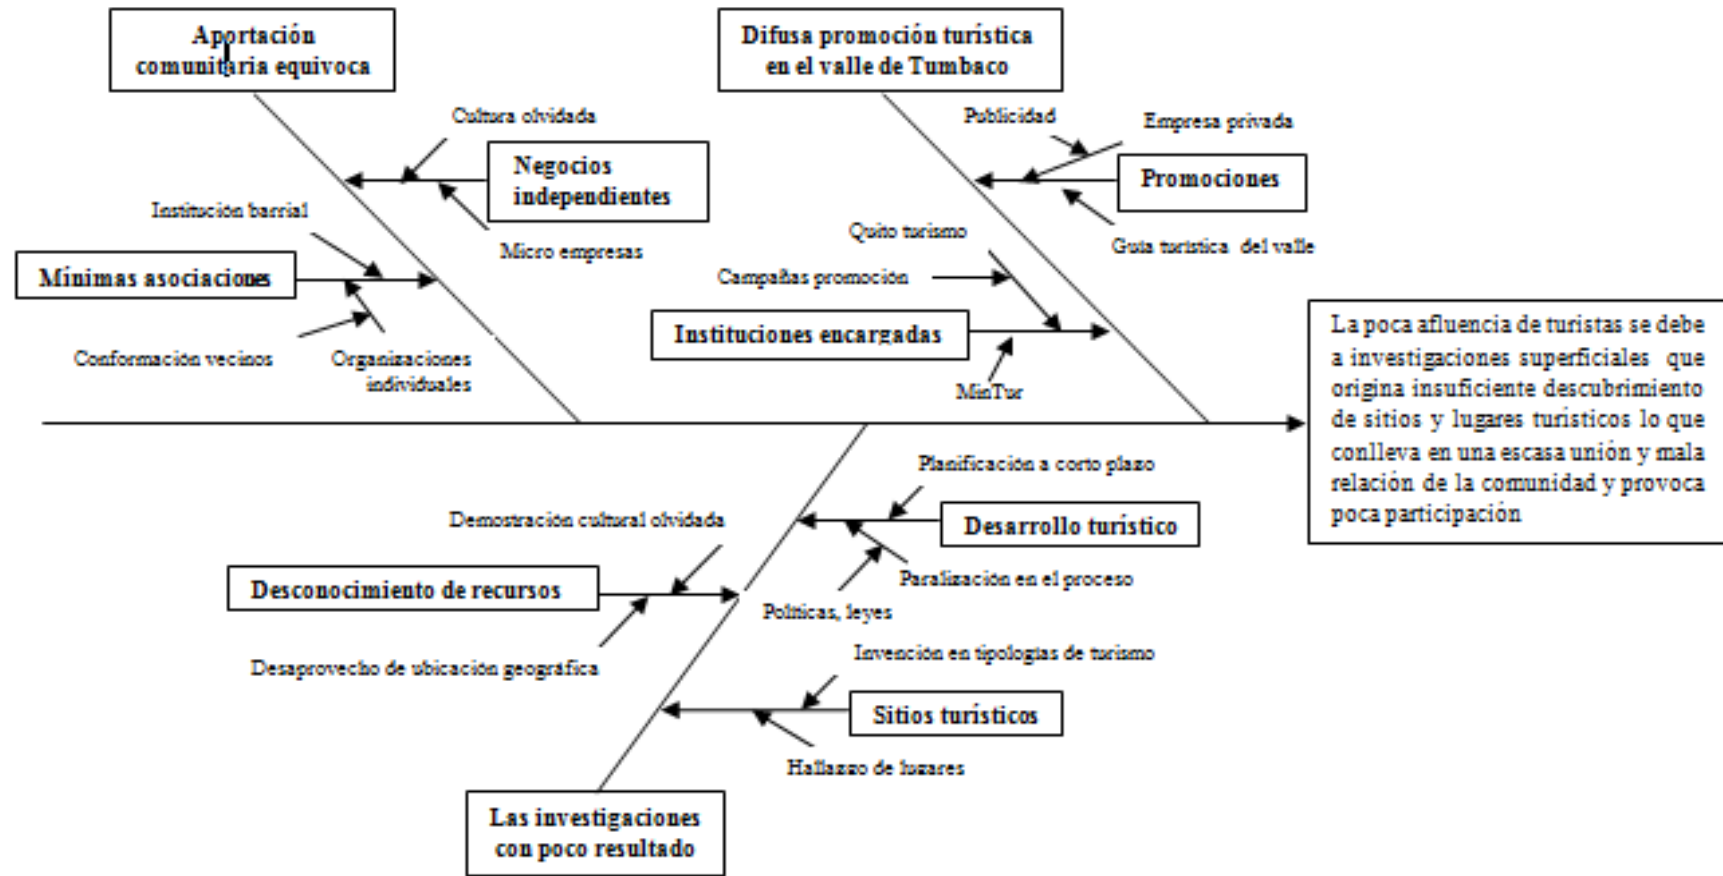 Aportación
comunitaria equivoca
Difusa promoción turística
en el valle de Tumbaco
Cultura olvidada
Publicidad
Empresa privada
Negocios
independientes
Promociones
Institución barrial
Micro empresas
Quito turismo
Guia turistica del valle
Mínimas asociaciones
Campañas promoción
Instituciones encargadas
Conformación vecinos
Organizaciones
individuales
MinTur
La poca afluencia de turistas se debe
a investigaciones superficiales que
origina insuficiente descubrimiento
de sitios y lugares turísticos lo que
conlleva en una escasa unión y mala
relación de la comunidad y provoca
poca participación
Planificación a corto plazo
Demostración cultural olvidada
Desarrollo turístico
Desconocimiento de recursos
Paralización en el proceso
Políticas, leyes
Desaprovecho de ubicación geográfica
Invención en tipologías de turismo
Sitios turísticos
Hallazgo de lugares
Las investigaciones
con poco resultado